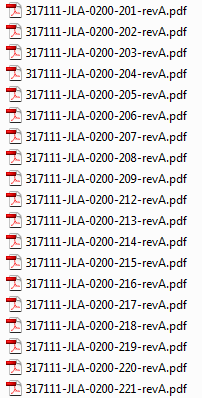 317111-JLA-0200-201-revA.pdf
317111-JLA-0200-202-revA.pdf
317111-JLA-0200-203-revA.pdf
317111-JLA-0200-204-revA.pdf
317111-JLA-0200-205-revA.pdf
317111-JLA-0200-206-revA.pdf
317111-JLA-0200-207-revA.pdf
317111-JLA-0200-208-revA.pdf
317111-JLA-0200-209-revA.pdf
317111-JLA-0200-212-revA.pdf
317111-JLA-0200-213-revA.pdf
317111-JLA-0200-214-revA.pdf
317111-JLA-0200-215-revA.pdf
317111-JLA-0200-216-revA.pdf
317111-JLA-0200-217-revA.pdf
317111-JLA-0200-218-revA.pdf
317111-JLA-0200-219-revA.pdf
317111-JLA-0200-220-revA.pdf
317111-JLA-0200-221-revA.pdf